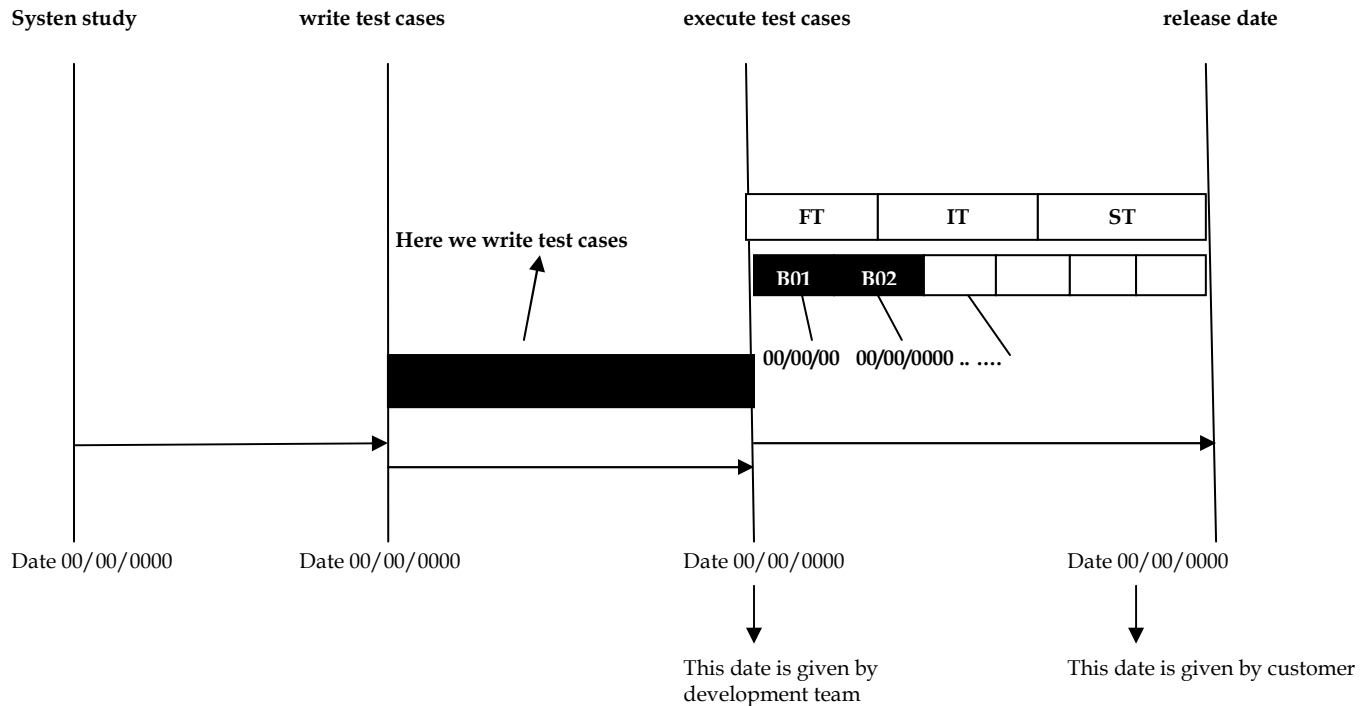 Systen study
write test cases
execute test cases
release date
FT
IT
ST
Here we write test cases
B01
B02
00/00/00
00/00/0000 .. ....
Date 00/00/0000
Date 00/00/0000
Date 00/00/0000
Date 00/00/0000
This date is given by
development team
This date is given by customer